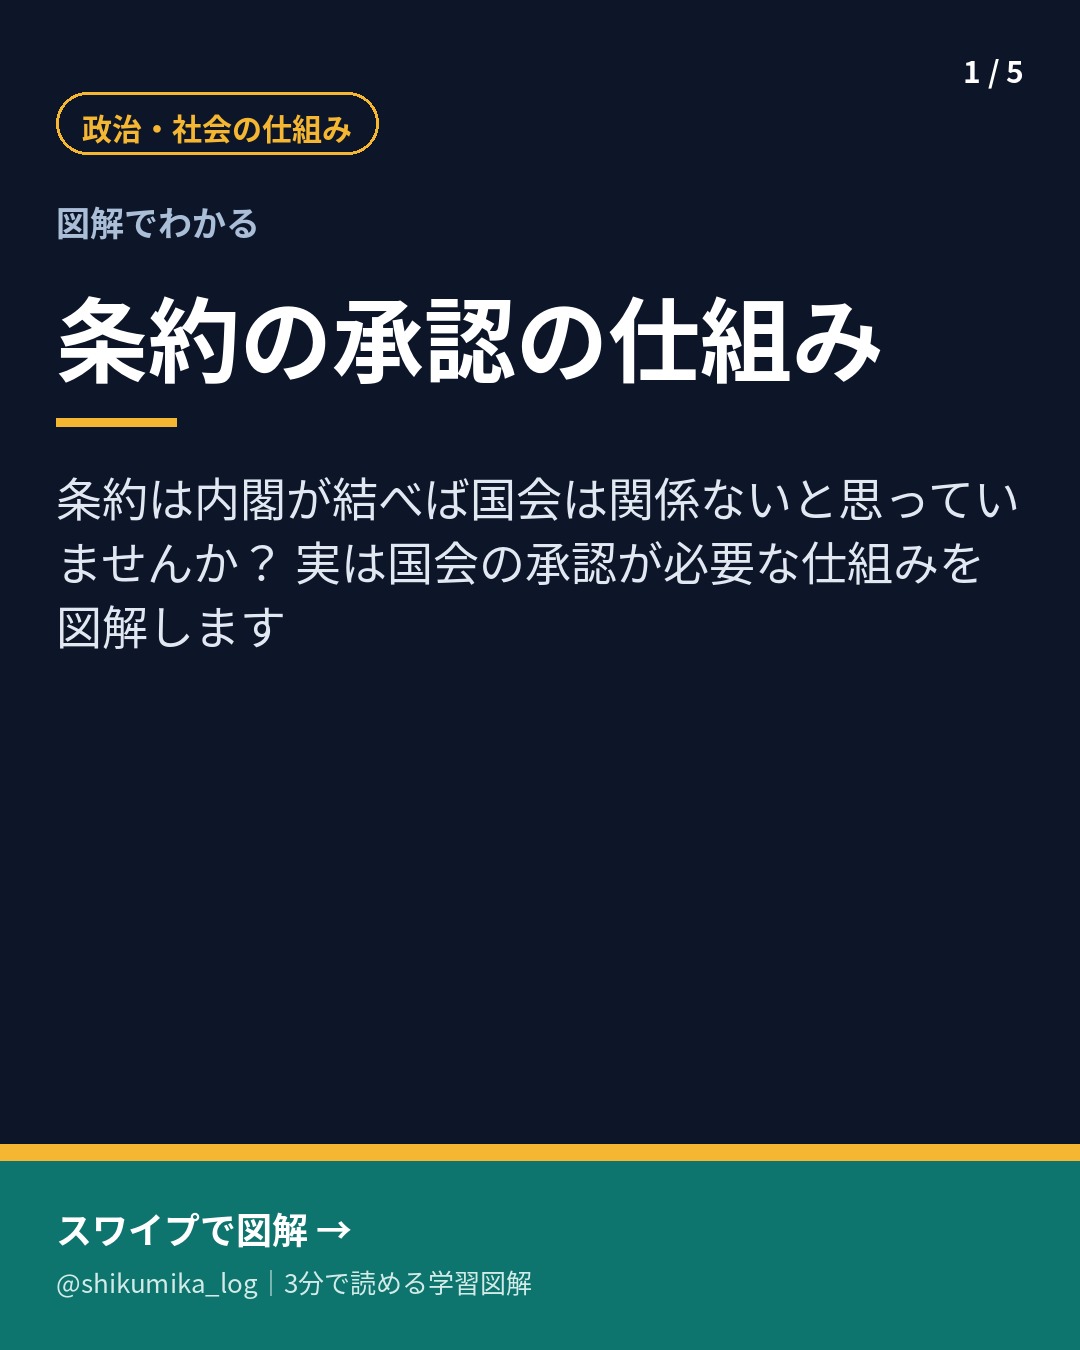 1 / 5
政治・社会の仕組み
図解でわかる
条約の承認の仕組み
条約は内閣が結べば国会は関係ないと思ってい
ませんか？ 実は国会の承認が必要な仕組みを
図解します
スワイプで図解 →
@shikumika_log｜3分で読める学習図解